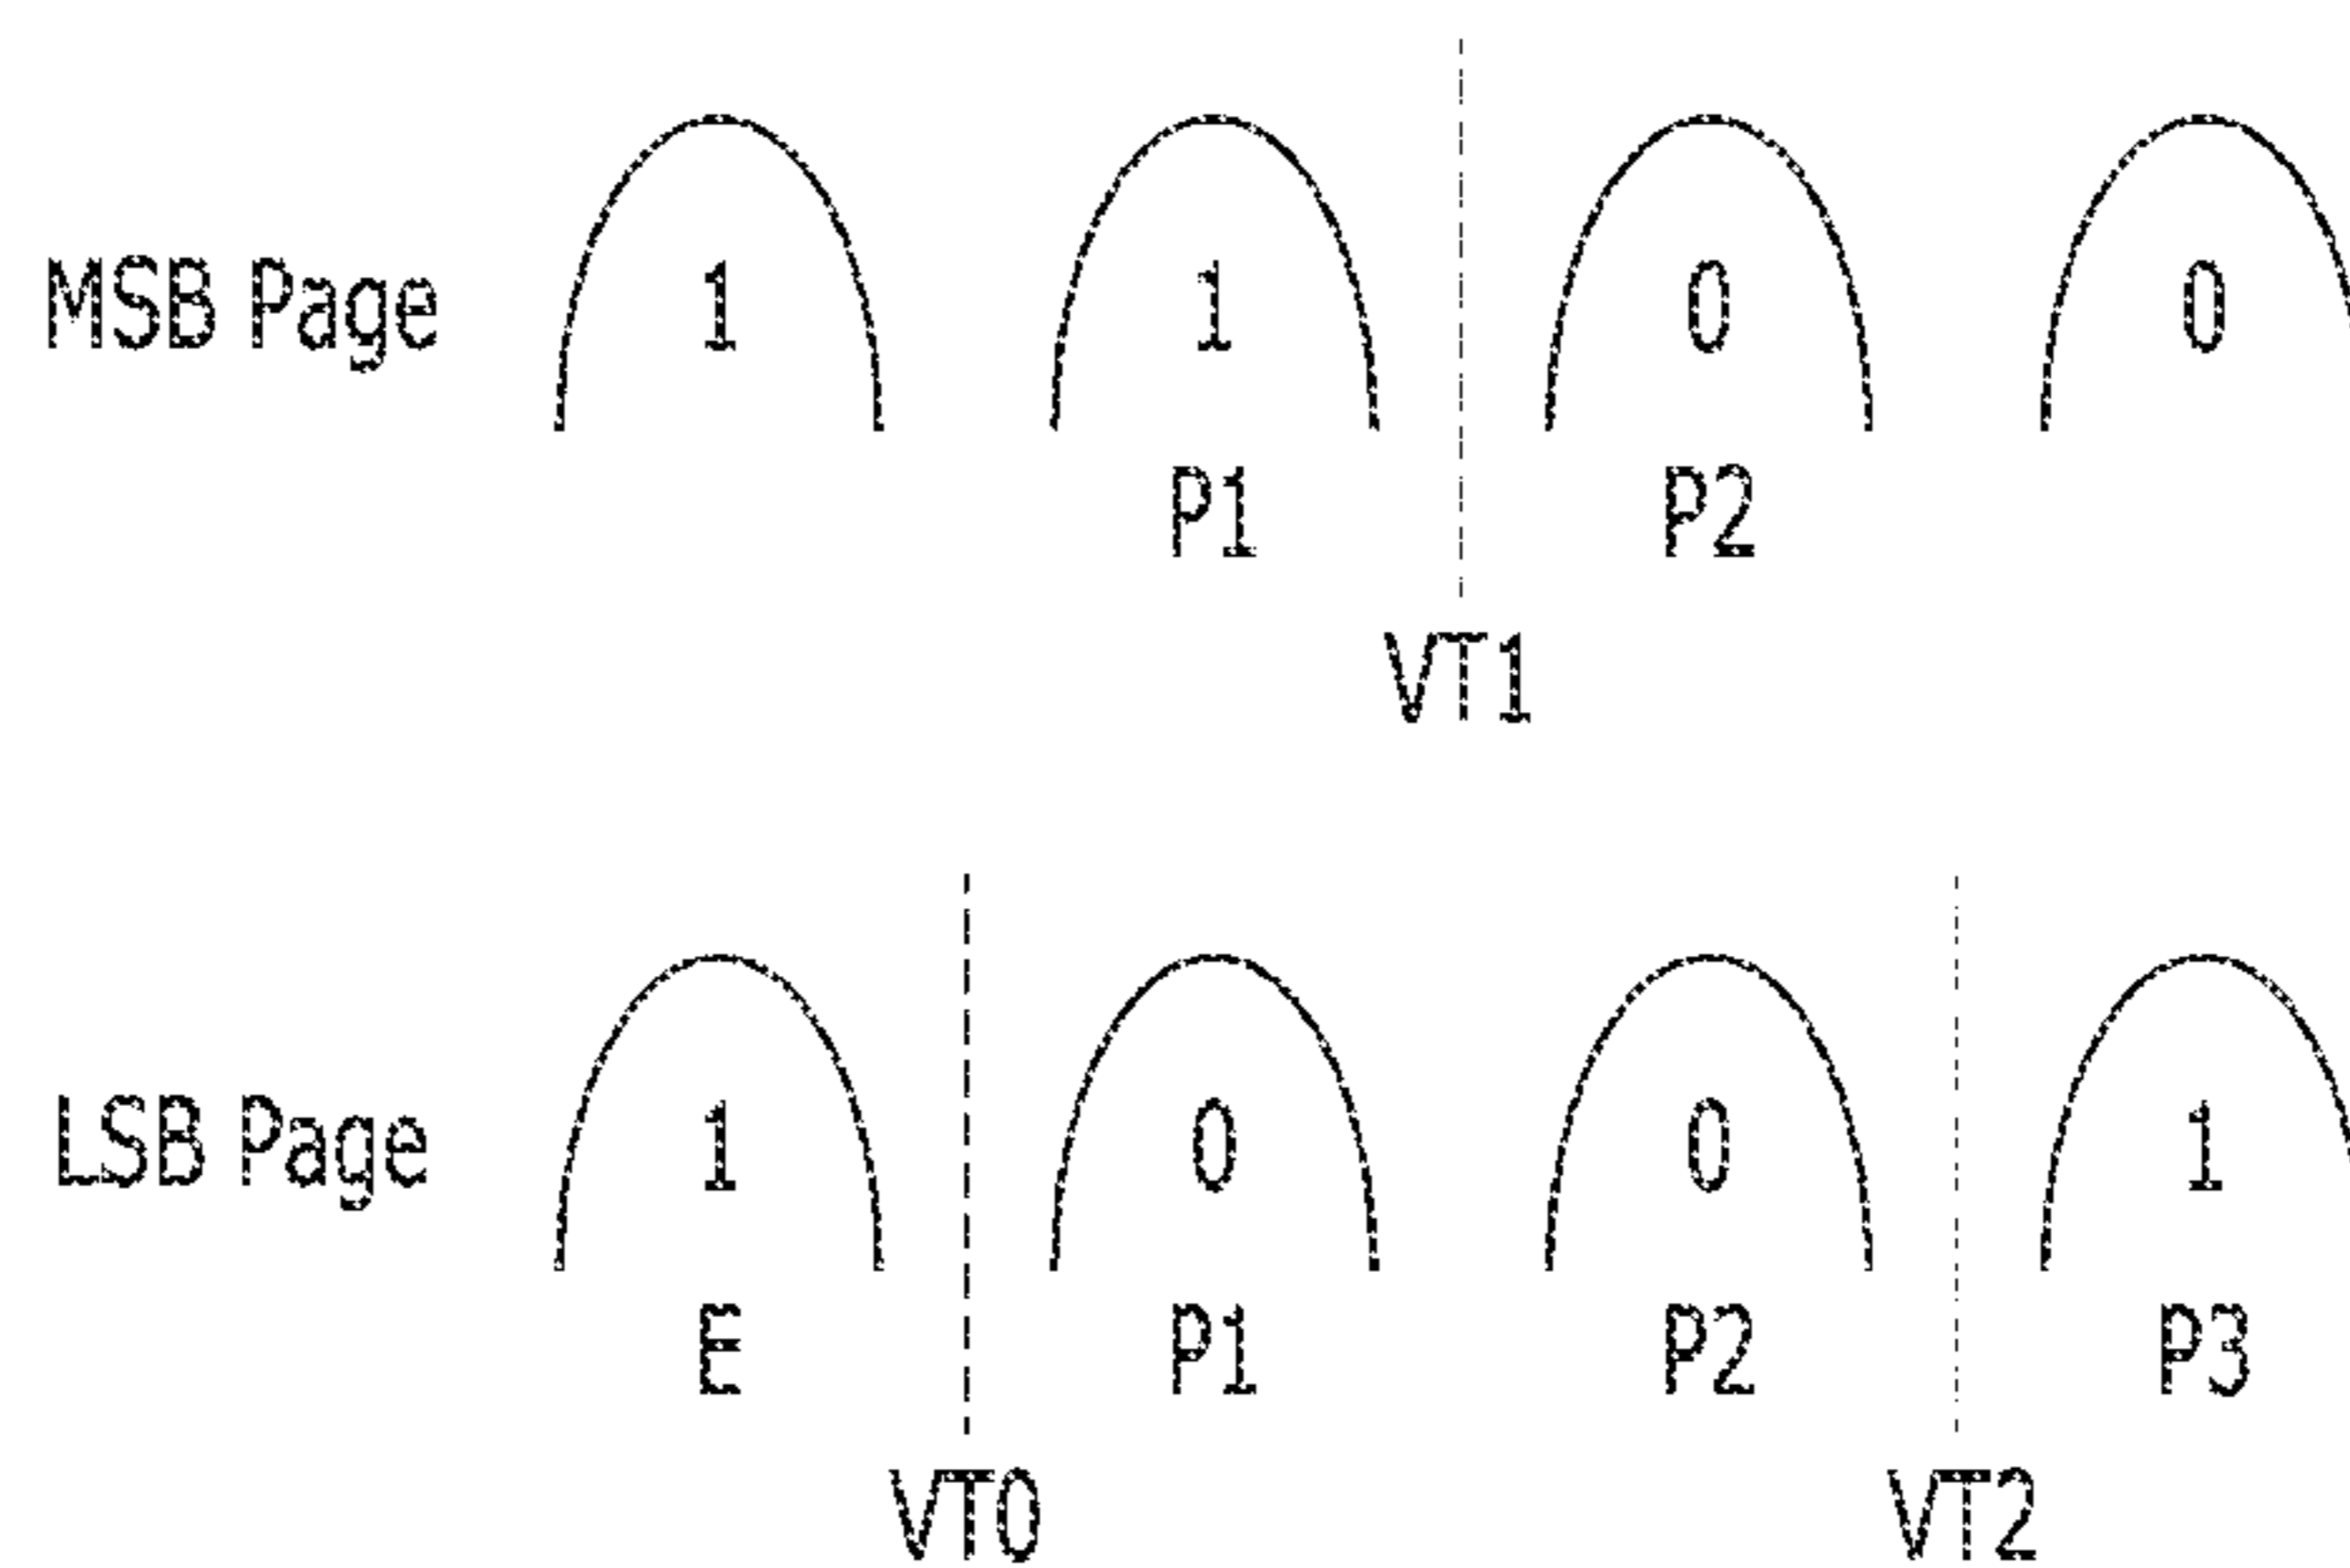 MSB Page 1 1 0 0
P1 P2
VT1
LSB Page 1 0 0 1
E P1 P2 P3
VT0 VT2